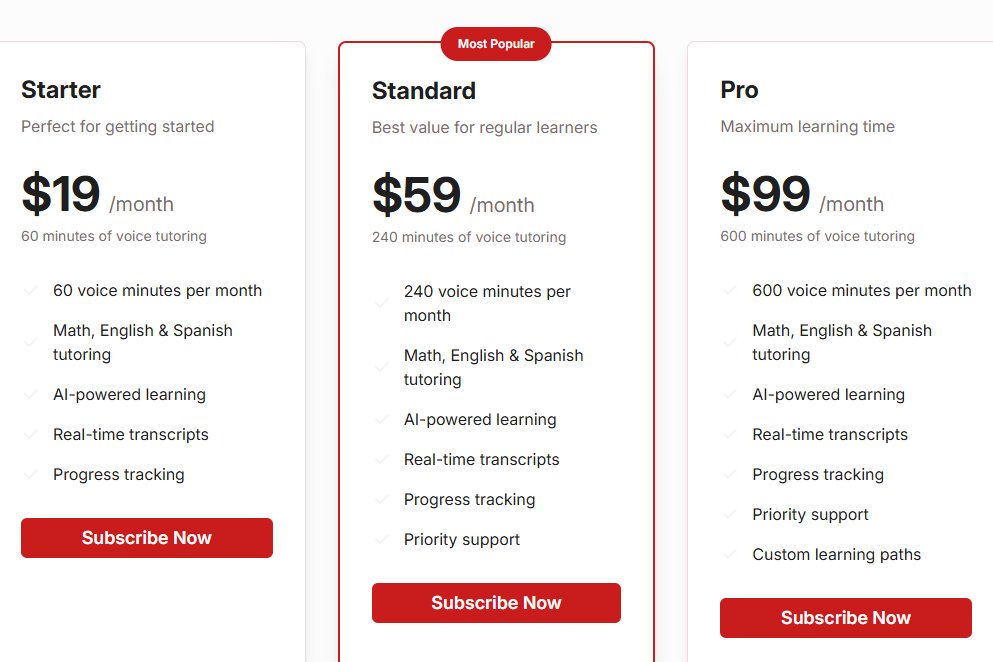 Starter
Perfect for getting started
$19 /month
60 minutes of voice tutoring
60 voice minutes per month
Math, English & Spanish
tutoring
AI-powered learning
Real-time transcripts
Progress tracking
Subscribe Now
Most Popular
Standard
Best value for regular learners
$59 /month
240 minutes of voice tutoring
240 voice minutes per
month
Math, English & Spanish
tutoring
AI-powered learning
Real-time transcripts
Progress tracking
Priority support
Subscribe Now
Pro
Maximum learning time
$99 /month
600 minutes of voice tutoring
600 voice minutes per month
Math, English & Spanish
tutoring
AI-powered learning
Real-time transcripts
Progress tracking
Priority support
Custom learning paths
Subscribe Now